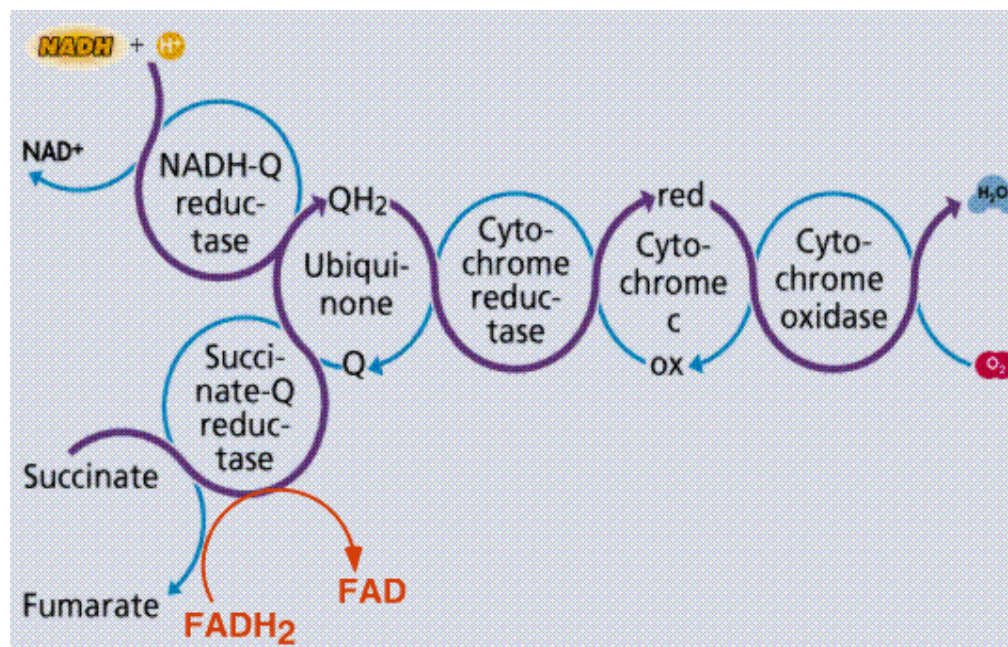 NADH + H⁺
NAD⁺
NADH-Q
reduc-
tase
QH₂
Ubiqui-
none
Q
Cyto-
chrome
reduc-
tase
red
Cyto-
chrome
c
ox
Cyto-
chrome
oxidase
H₂O
O₂
Succi-
nate-Q
reduc-
tase
Succinate
Fumarate
FADH₂
FAD